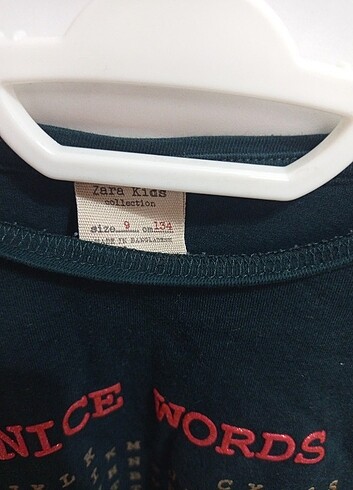 Zara Kids
collection
size 9 cm 134
MADE IN BANGLADESH
NICE WORDS